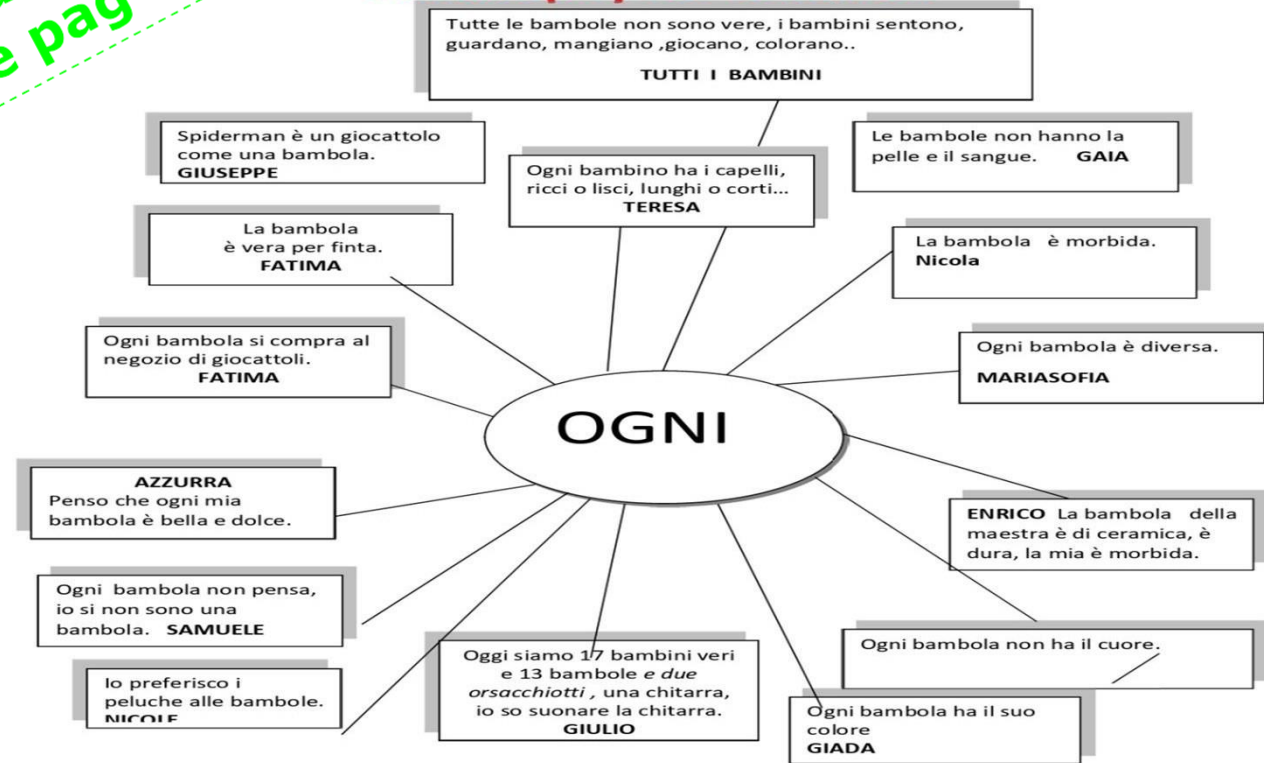 e pag
Tutte le bambole non sono vere, i bambini sentono,
guardano, mangiano ,giocano, colorano..
TUTTI I BAMBINI
Spiderman è un giocattolo
come una bambola.
GIUSEPPE
Ogni bambino ha i capelli,
ricci o lisci, lunghi o corti...
TERESA
Le bambole non hanno la
pelle e il sangue. GAIA
La bambola
è vera per finta.
FATIMA
La bambola è morbida.
Nicola
Ogni bambola si compra al
negozio di giocattoli.
FATIMA
Ogni bambola è diversa.
MARIASOFIA
OGNI
AZZURRA
Penso che ogni mia
bambola è bella e dolce.
ENRICO La bambola della
maestra è di ceramica, è
dura, la mia è morbida.
Ogni bambola non pensa,
io si non sono una
bambola. SAMUELE
Ogni bambola non ha il cuore.
Oggi siamo 17 bambini veri
e 13 bambole e due
orsacchiotti , una chitarra,
io so suonare la chitarra.
GIULIO
Io preferisco i
peluche alle bambole.
NICOLE
Ogni bambola ha il suo
colore
GIADA